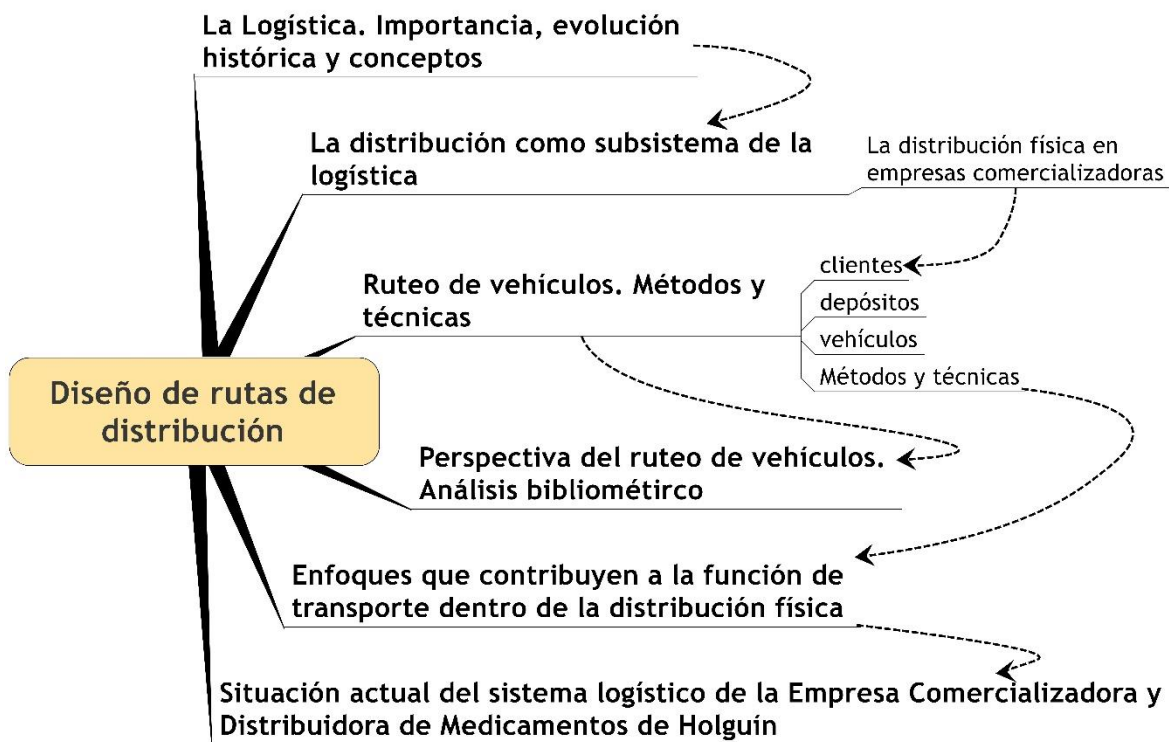 La Logística. Importancia, evolución
histórica y conceptos
La distribución como subsistema de la
logística
La distribución física en
empresas comercializadoras
Ruteo de vehículos. Métodos y
técnicas
clientes
depósitos
vehículos
Métodos y técnicas
Diseño de rutas de
distribución
Perspectiva del ruteo de vehículos.
Análisis bibliométirco
Enfoques que contribuyen a la función de
transporte dentro de la distribución física
Situación actual del sistema logístico de la Empresa Comercializadora y
Distribuidora de Medicamentos de Holguín